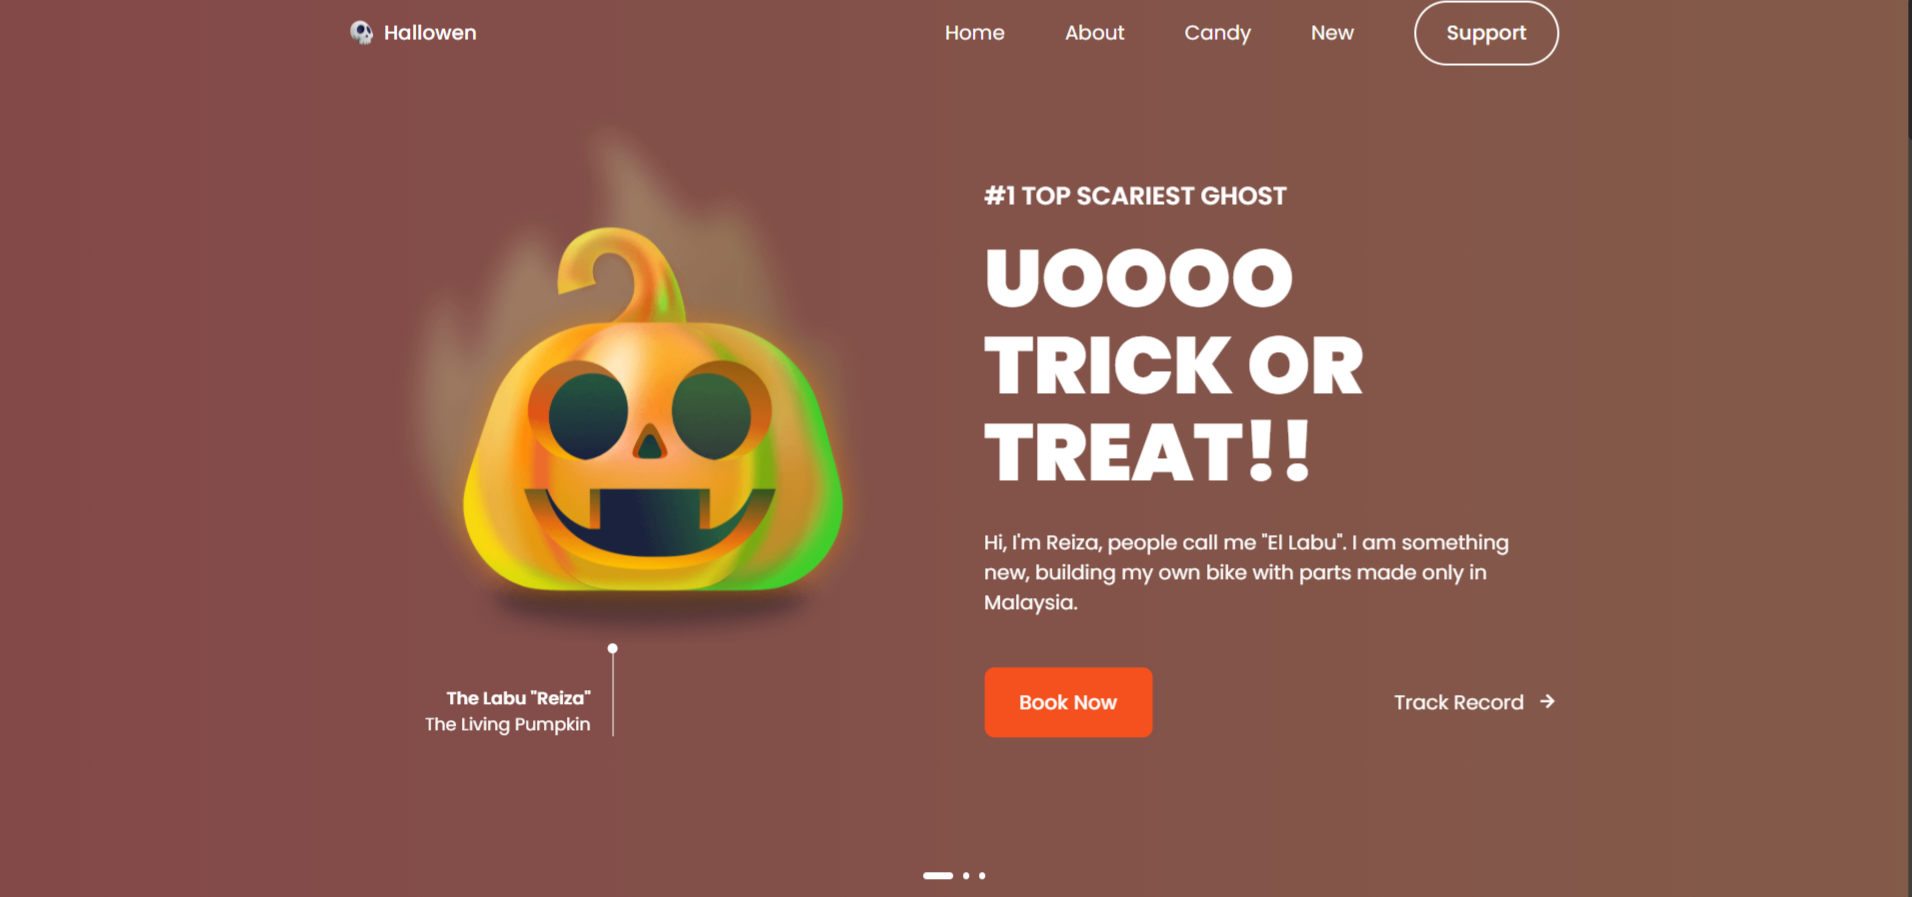 Hallowen
Home
About
Candy
New
Support
#1 TOP SCARIEST GHOST
UOOOO
TRICK OR
TREAT!!
Hi, I'm Reiza, people call me "El Labu". I am something
new, building my own bike with parts made only in
Malaysia.
Book Now
Track Record
The Labu "Reiza"
The Living Pumpkin